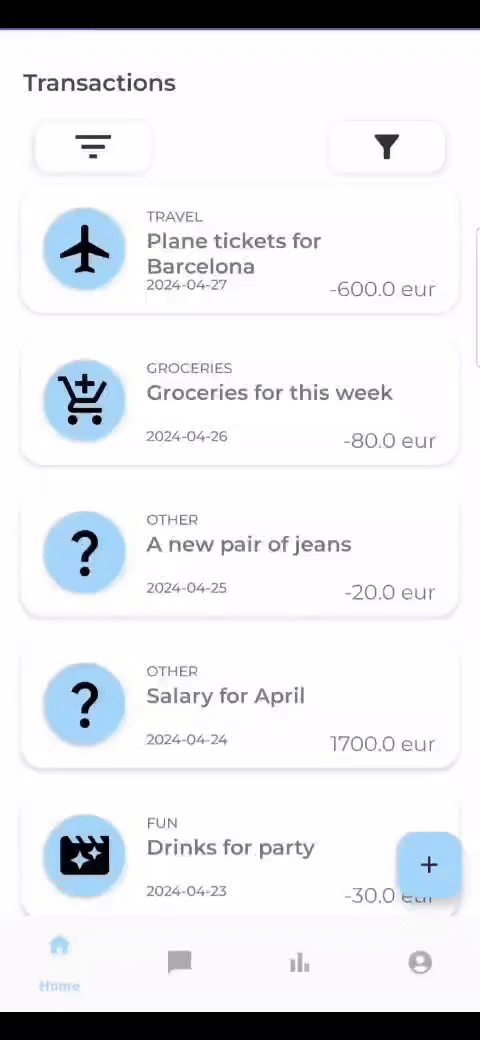 Transactions
TRAVEL
Plane tickets for
Barcelona
2024-04-27
-600.0 eur
GROCERIES
Groceries for this week
2024-04-26
-80.0 eur
OTHER
A new pair of jeans
2024-04-25
-20.0 eur
OTHER
Salary for April
2024-04-24
1700.0 eur
FUN
Drinks for party
2024-04-23
-30.0 eur
+
Home